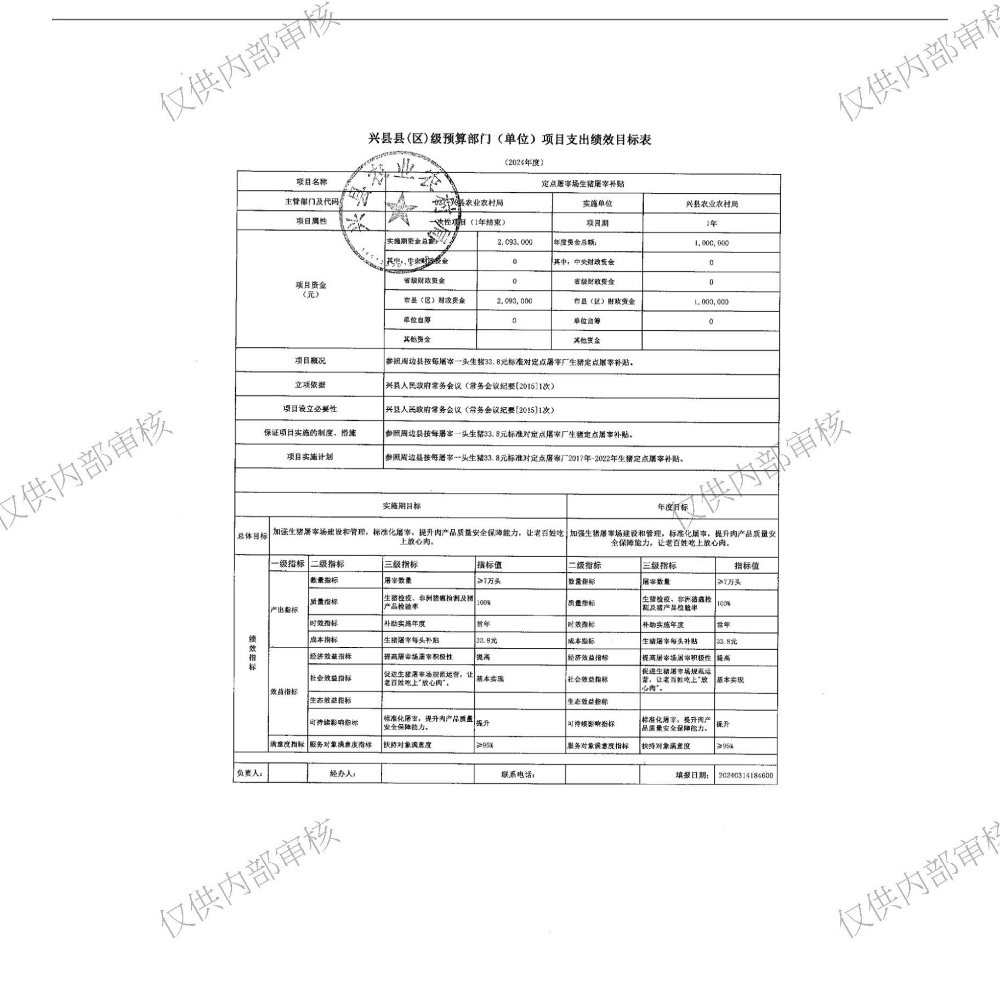 仅供内部审核
仅供内部审核
兴县县(区)级预算部门（单位）项目支出绩效目标表
（2024年度）
项目名称 定点屠宰场生猪屠宰补贴
主管部门及代码 037-兴县农业农村局 实施单位 兴县农业农村局
项目属性 一次性项目（1年结束） 项目期 1年
项目资金（元）
实施期资金总额： 2,093,000 年度资金总额： 1,000,000
其中：中央财政资金 0 其中：中央财政资金 0
省级财政资金 0 省级财政资金 0
市县（区）财政资金 2,093,000 市县（区）财政资金 1,000,000
单位自筹 0 单位自筹 0
其他资金 其他资金
项目概况 参照周边县按每屠宰一头生猪33.8元标准对定点屠宰厂生猪定点屠宰补贴。
立项依据 兴县人民政府常务会议（常务会议纪要[2015]1次）
项目设立必要性 兴县人民政府常务会议（常务会议纪要[2015]1次）
保证项目实施的制度、措施 参照周边县按每屠宰一头生猪33.8元标准对定点屠宰厂生猪定点屠宰补贴。
项目实施计划 参照周边县按每屠宰一头生猪33.8元标准对定点屠宰厂2017年-2022年生猪定点屠宰补贴。
仅供内部审核
仅供内部审核
实施期目标 年度目标
总体目标 加强生猪屠宰场建设和管理，标准化屠宰，提升肉产品质量安全保障能力，让老百姓吃上放心肉。 加强生猪屠宰场建设和管理，标准化屠宰，提升肉产品质量安全保障能力，让老百姓吃上放心肉。
绩效指标
一级指标 二级指标 三级指标 指标值 二级指标 三级指标 指标值
产出指标
数量指标 屠宰数量 ≥7万头 数量指标 屠宰数量 ≥7万头
质量指标 生猪检疫、非洲猪瘟检测及猪产品检验率 100% 质量指标 生猪检疫、非洲猪瘟检测及猪产品检验率 100%
时效指标 补助实施年度 常年 时效指标 补助实施年度 常年
成本指标 生猪屠宰每头补贴 33.8元 成本指标 生猪屠宰每头补贴 33.8元
效益指标
经济效益指标 提高屠宰场屠宰积极性 提高 经济效益指标 提高屠宰场屠宰积极性 提高
社会效益指标 促进生猪屠宰场规范运营，让老百姓吃上"放心肉"。 基本实现 社会效益指标 促进生猪屠宰场规范运营，让老百姓吃上"放心肉"。 基本实现
生态效益指标 生态效益指标
可持续影响指标 标准化屠宰，提升肉产品质量安全保障能力。 提升 可持续影响指标 标准化屠宰，提升肉产品质量安全保障能力。 提升
满意度指标 服务对象满意度指标 扶持对象满意度 ≥95% 服务对象满意度指标 扶持对象满意度 ≥95%
负责人： 经办人： 联系电话： 填报日期： 20240314184600
仅供内部审核
仅供内部审核
兴县农业农村局